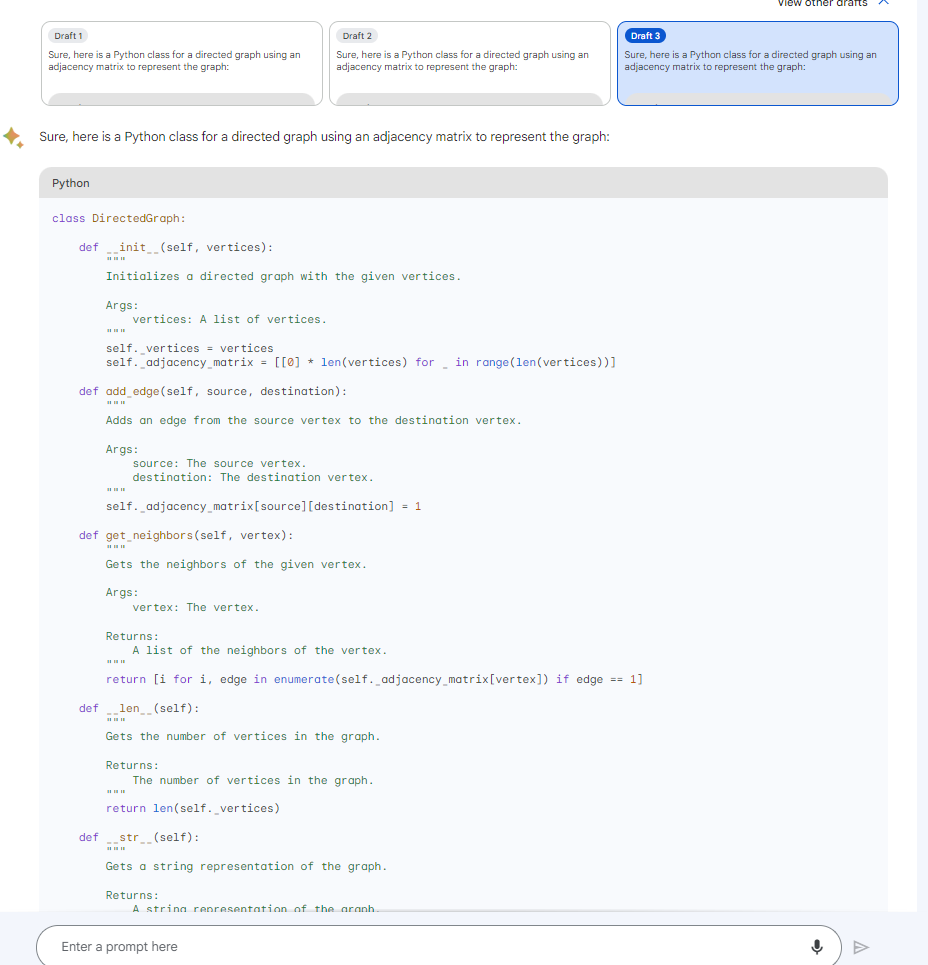 View other drafts
Draft 1
Sure, here is a Python class for a directed graph using an
adjacency matrix to represent the graph:
Draft 2
Sure, here is a Python class for a directed graph using an
adjacency matrix to represent the graph:
Draft 3
Sure, here is a Python class for a directed graph using an
adjacency matrix to represent the graph:
Sure, here is a Python class for a directed graph using an adjacency matrix to represent the graph:
Python
class DirectedGraph:
    def __init__(self, vertices):
        """
        Initializes a directed graph with the given vertices.
        Args:
            vertices: A list of vertices.
        """
        self._vertices = vertices
        self._adjacency_matrix = [[0] * len(vertices) for _ in range(len(vertices))]
    def add_edge(self, source, destination):
        """
        Adds an edge from the source vertex to the destination vertex.
        Args:
            source: The source vertex.
            destination: The destination vertex.
        """
        self._adjacency_matrix[source][destination] = 1
    def get_neighbors(self, vertex):
        """
        Gets the neighbors of the given vertex.
        Args:
            vertex: The vertex.
        Returns:
            A list of the neighbors of the vertex.
        """
        return [i for i, edge in enumerate(self._adjacency_matrix[vertex]) if edge == 1]
    def __len__(self):
        """
        Gets the number of vertices in the graph.
        Returns:
            The number of vertices in the graph.
        """
        return len(self._vertices)
    def __str__(self):
        """
        Gets a string representation of the graph.
        Returns:
            A string representation of the graph.
Enter a prompt here